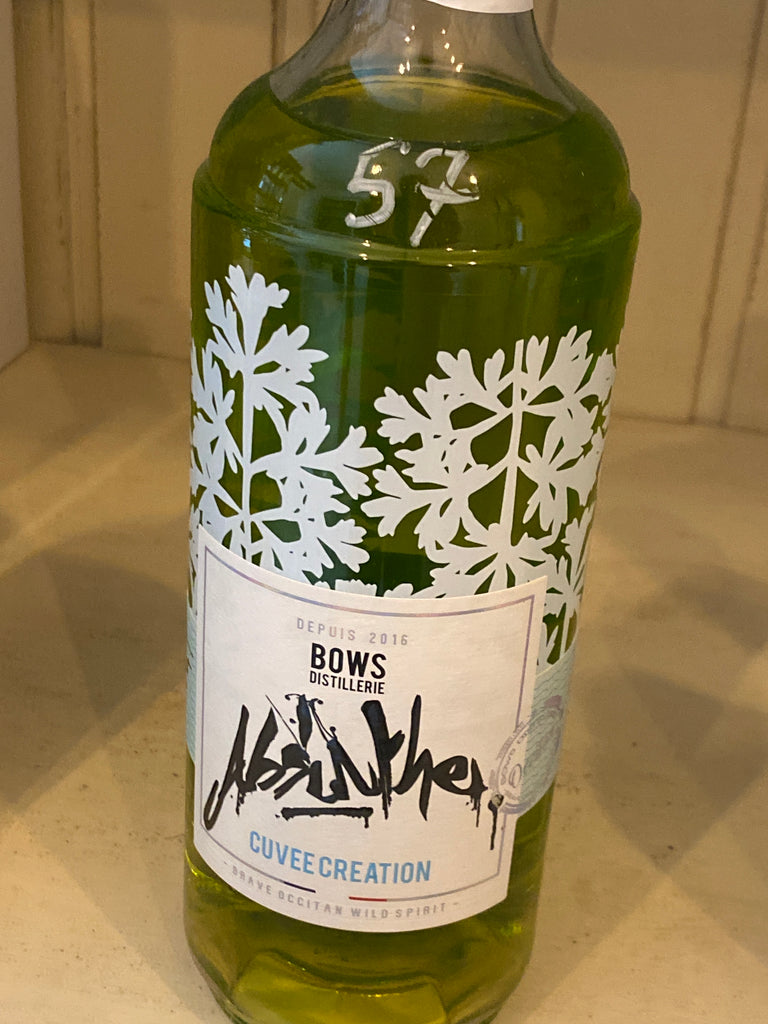 57
DEPUIS 2016
BOWS
DISTILLERIE
Absinthe
CUVEE CREATION
- BRAVE OCCITAN WILD SPIRIT -